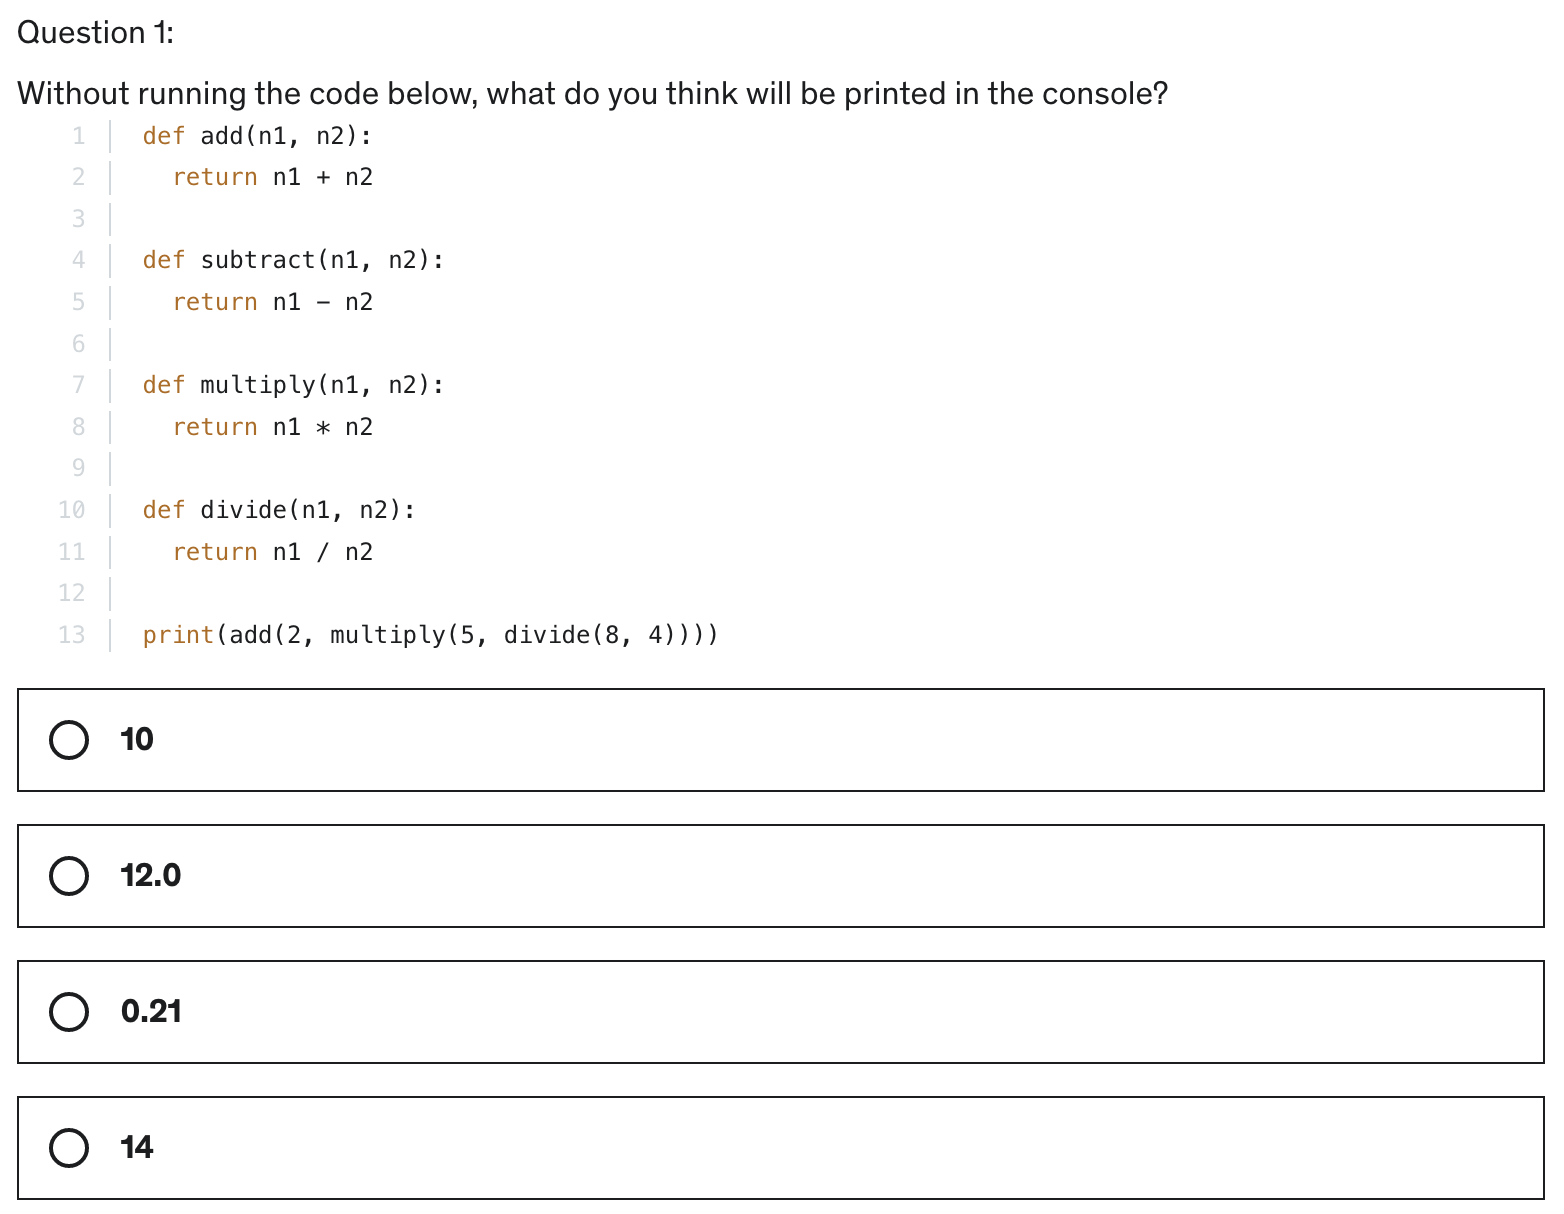 Question 1:
Without running the code below, what do you think will be printed in the console?
1 def add(n1, n2):
2   return n1 + n2
3
4 def subtract(n1, n2):
5   return n1 - n2
6
7 def multiply(n1, n2):
8   return n1 * n2
9
10 def divide(n1, n2):
11   return n1 / n2
12
13 print(add(2, multiply(5, divide(8, 4))))
10
12.0
0.21
14